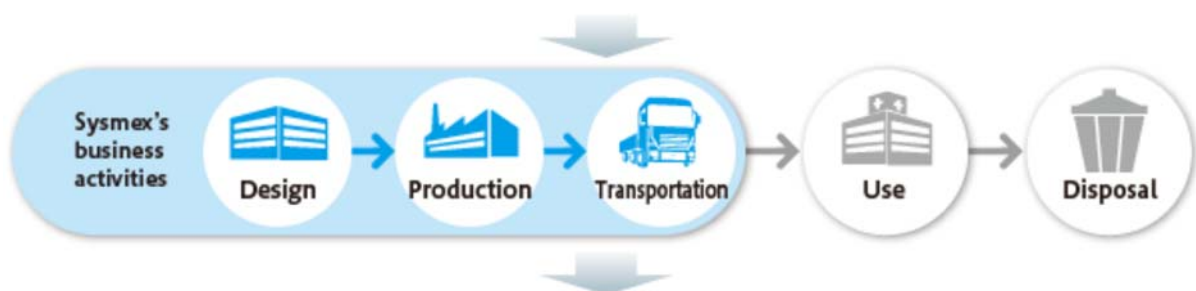 Sysmex's
business
activities
Design
Production
Transportation
Use
Disposal